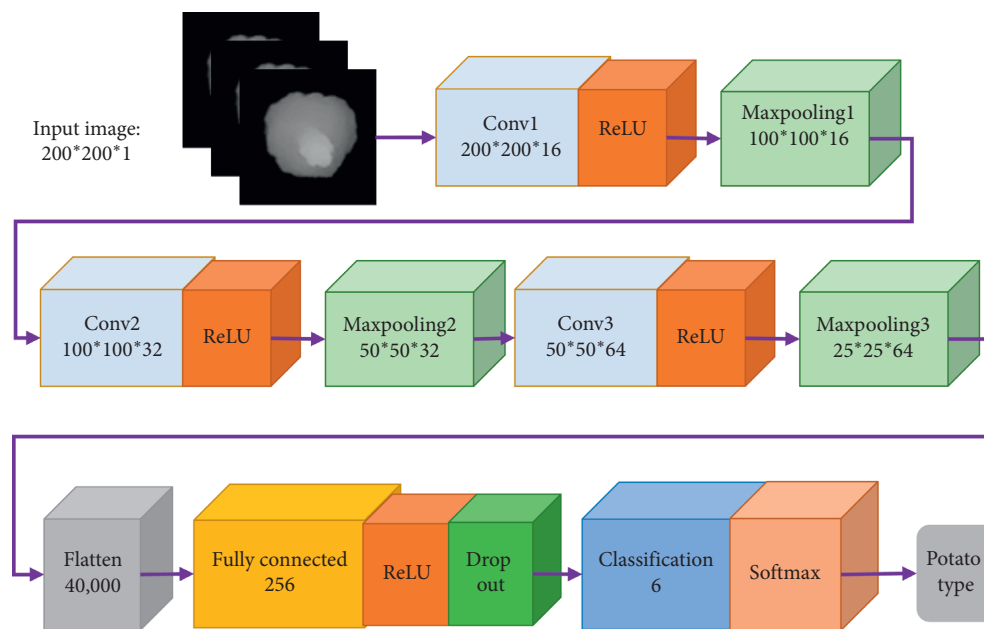 Input image:
200*200*1
Conv1
200*200*16
ReLU
Maxpooling1
100*100*16
Conv2
100*100*32
ReLU
Maxpooling2
50*50*32
Conv3
50*50*64
ReLU
Maxpooling3
25*25*64
Flatten
40,000
Fully connected
256
ReLU
Drop
out
Classification
6
Softmax
Potato
type